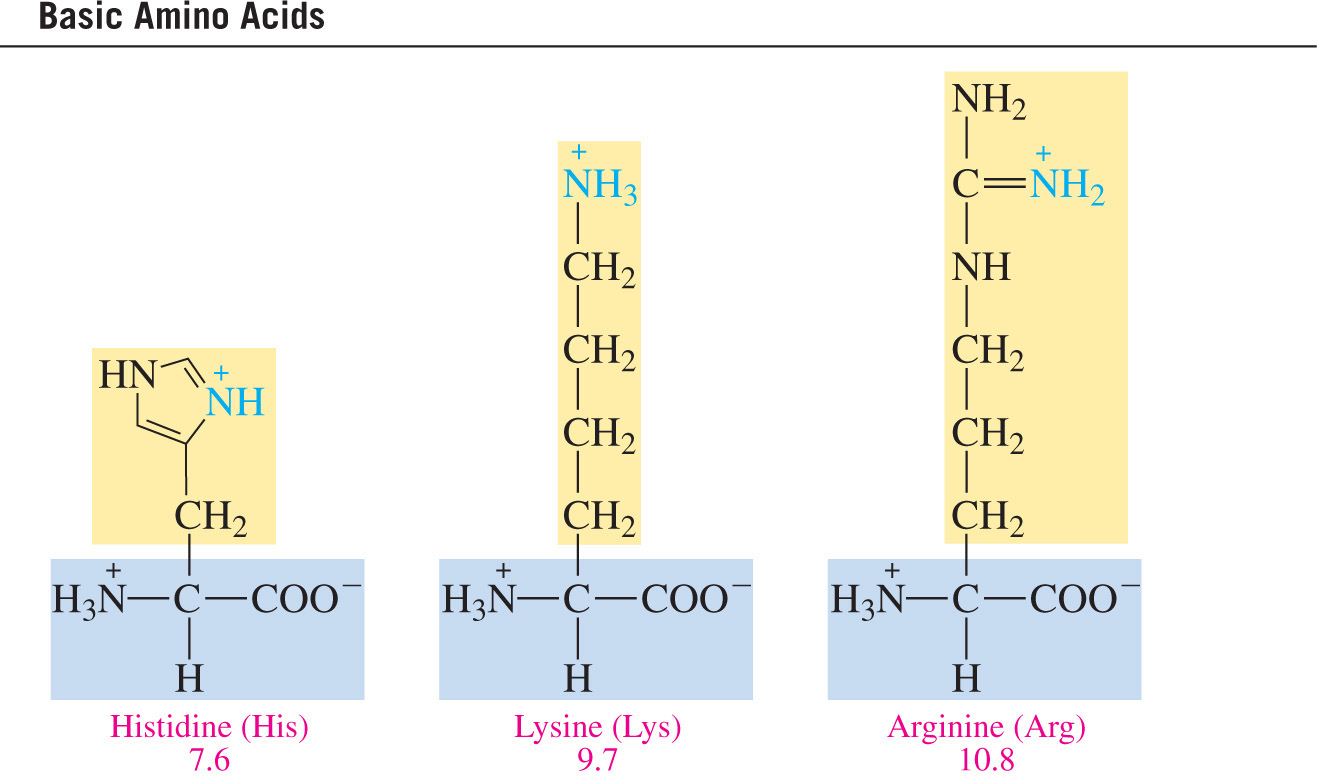 Basic Amino Acids
NH₂
+
NH₃
+
C=NH₂
CH₂
NH
CH₂
CH₂
HN
+
NH
CH₂
CH₂
CH₂
CH₂
CH₂
+
H₃N—C—COO⁻
+
H₃N—C—COO⁻
+
H₃N—C—COO⁻
H
H
H
Histidine (His)
7.6
Lysine (Lys)
9.7
Arginine (Arg)
10.8